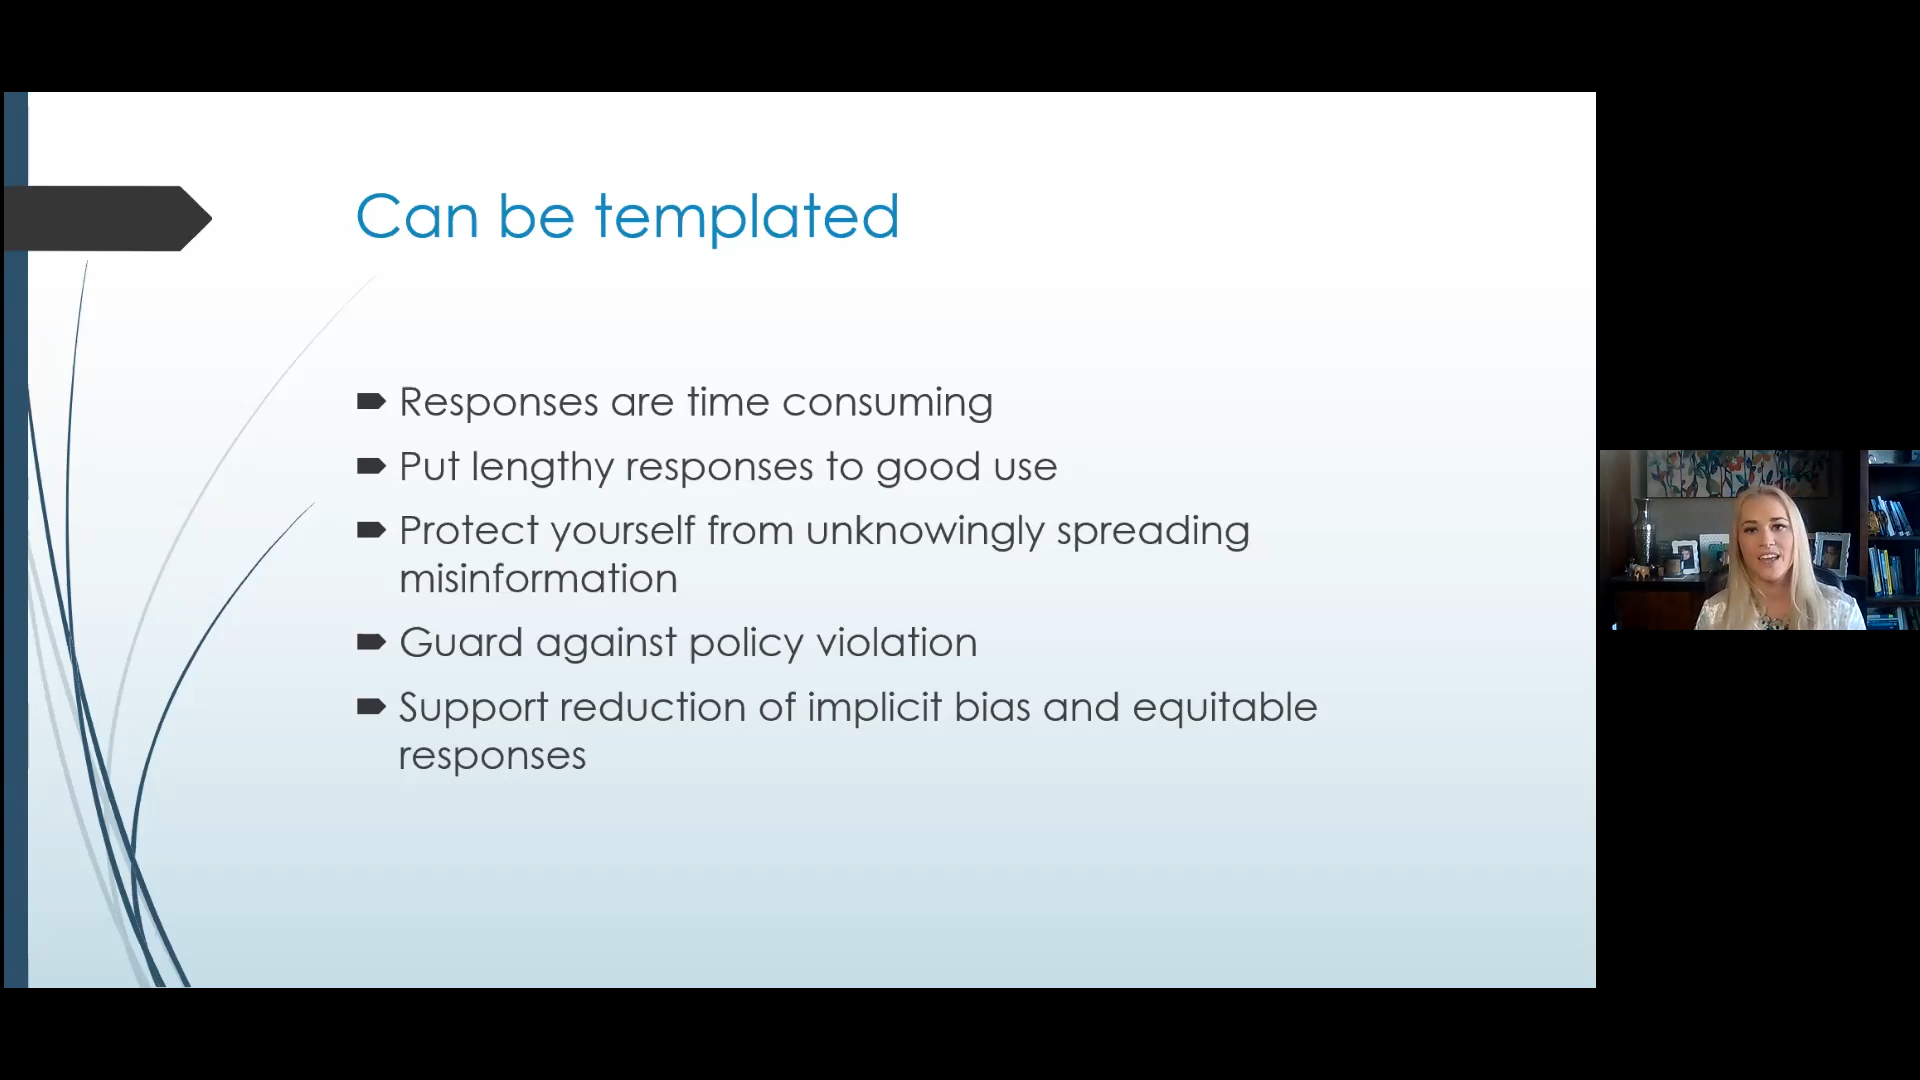 Can be templated
Responses are time consuming
Put lengthy responses to good use
Protect yourself from unknowingly spreading
misinformation
Guard against policy violation
Support reduction of implicit bias and equitable
responses